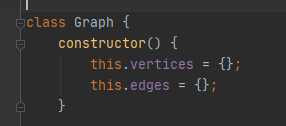 class Graph {
    constructor() {
        this.vertices = {};
        this.edges = {};
    }